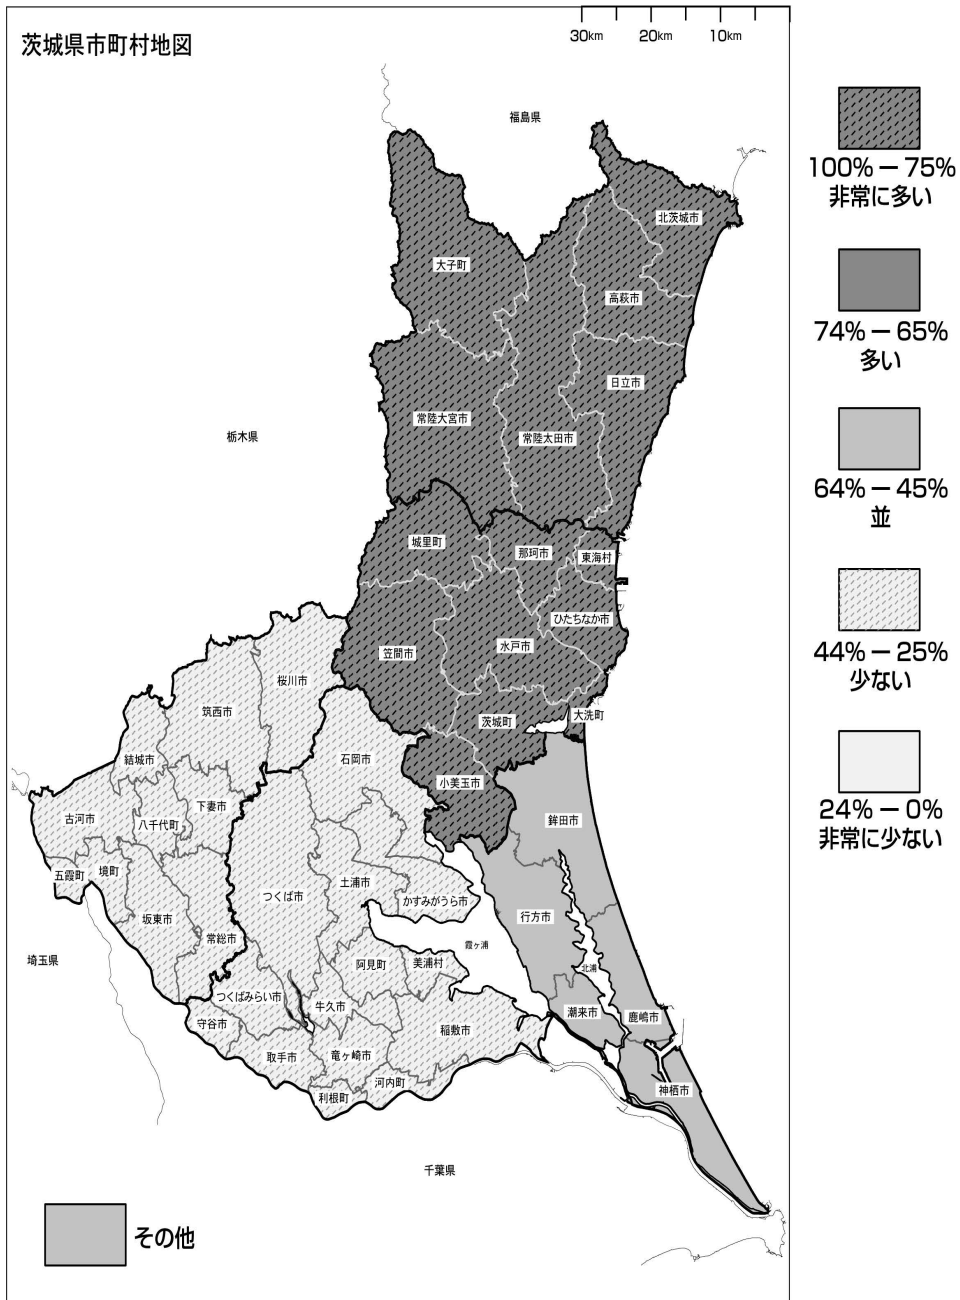 茨城県市町村地図
30km
20km
10km
福島県
北茨城市
大子町
高萩市
日立市
常陸大宮市
常陸太田市
栃木県
城里町
那珂市
東海村
ひたちなか市
笠間市
水戸市
桜川市
筑西市
茨城町
大洗町
結城市
石岡市
小美玉市
古河市
八千代町
下妻市
鉾田市
五霞町
境町
土浦市
つくば市
かすみがうら市
坂東市
行方市
常総市
霞ヶ浦
埼玉県
阿見町
美浦村
北浦
つくばみらい市
牛久市
潮来市
鹿嶋市
守谷市
稲敷市
取手市
竜ヶ崎市
河内町
利根町
神栖市
千葉県
その他
100%－75%
非常に多い
74%－65%
多い
64%－45%
並
44%－25%
少ない
24%－0%
非常に少ない